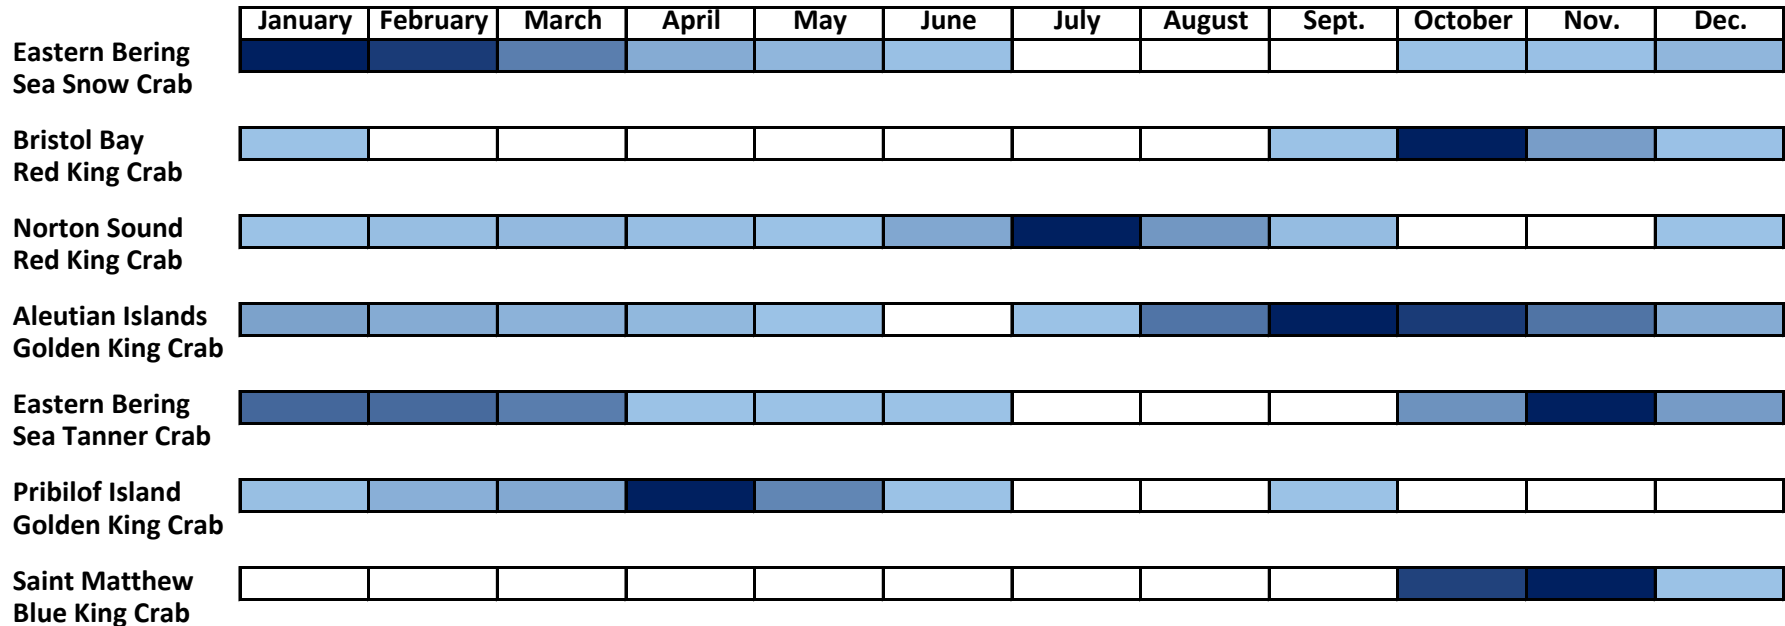 January February March April May June July August Sept. October Nov. Dec.
Eastern Bering
Sea Snow Crab
Bristol Bay
Red King Crab
Norton Sound
Red King Crab
Aleutian Islands
Golden King Crab
Eastern Bering
Sea Tanner Crab
Pribilof Island
Golden King Crab
Saint Matthew
Blue King Crab